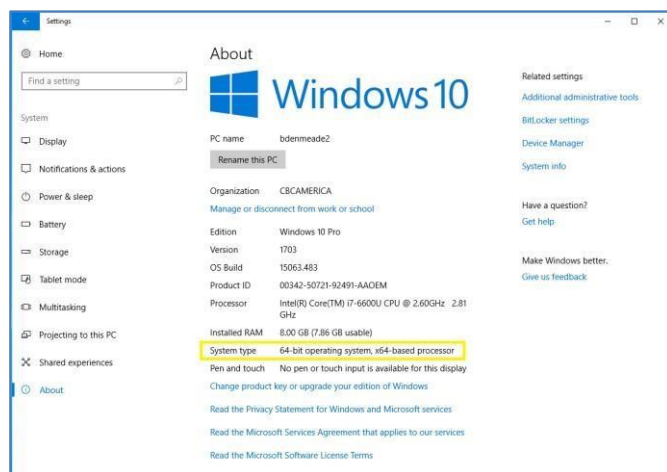 Settings
Home
Find a setting
System
Display
Notifications & actions
Power & sleep
Battery
Storage
Tablet mode
Multitasking
Projecting to this PC
Shared experiences
About
About
Windows 10
PC name bdenmeade2
Rename this PC
Organization CBCAMERICA
Manage or disconnect from work or school
Edition Windows 10 Pro
Version 1703
OS Build 15063.483
Product ID 00342-50721-92491-AAOEM
Processor Intel(R) Core(TM) i7-6600U CPU @ 2.60GHz 2.81
GHz
Installed RAM 8.00 GB (7.86 GB usable)
System type 64-bit operating system, x64-based processor
Pen and touch No pen or touch input is available for this display
Change product key or upgrade your edition of Windows
Read the Privacy Statement for Windows and Microsoft services
Read the Microsoft Services Agreement that applies to our services
Read the Microsoft Software License Terms
Related settings
Additional administrative tools
BitLocker settings
Device Manager
System info
Have a question?
Get help
Make Windows better.
Give us feedback